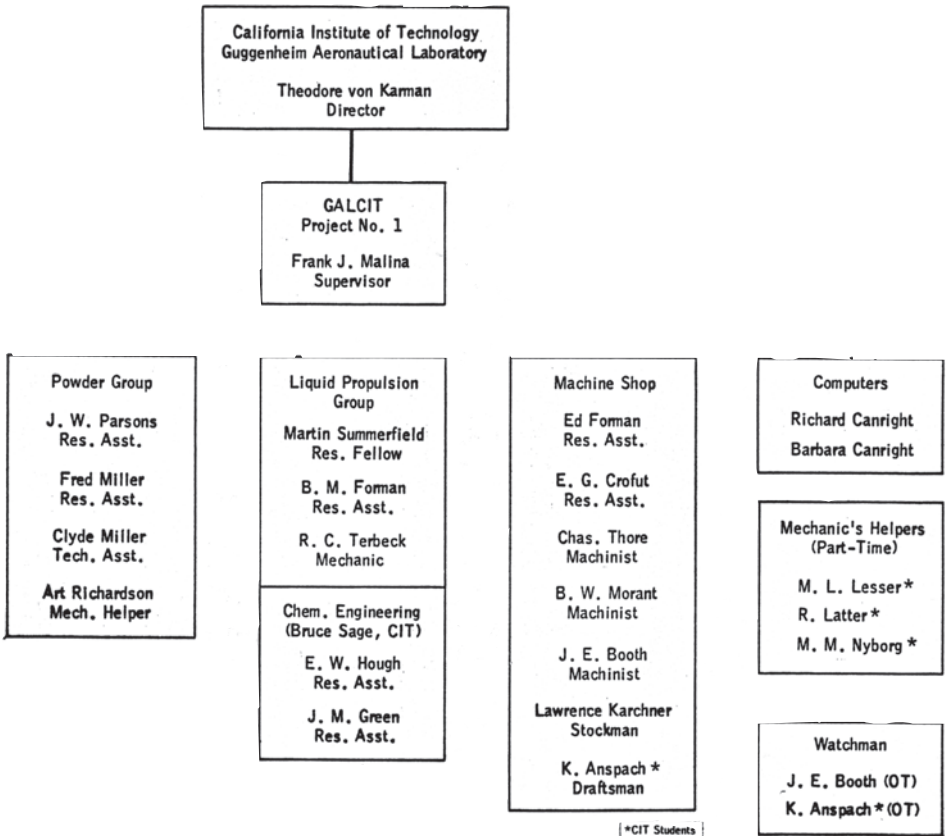 California Institute of Technology
Guggenheim Aeronautical Laboratory
Theodore von Karman
Director
GALCIT
Project No. 1
Frank J. Malina
Supervisor
Powder Group
J. W. Parsons
Res. Asst.
Fred Miller
Res. Asst.
Clyde Miller
Tech. Asst.
Art Richardson
Mech. Helper
Liquid Propulsion
Group
Martin Summerfield
Res. Fellow
B. M. Forman
Res. Asst.
R. C. Terbeck
Mechanic
Chem. Engineering
(Bruce Sage, CIT)
E. W. Hough
Res. Asst.
J. M. Green
Res. Asst.
Machine Shop
Ed Forman
Res. Asst.
E. G. Crofut
Res. Asst.
Chas. Thore
Machinist
B. W. Morant
Machinist
J. E. Booth
Machinist
Lawrence Karchner
Stockman
K. Anspach *
Draftsman
Computers
Richard Canright
Barbara Canright
Mechanic's Helpers
(Part-Time)
M. L. Lesser *
R. Latter *
M. M. Nyborg *
Watchman
J. E. Booth (OT)
K. Anspach * (OT)
*CIT Students